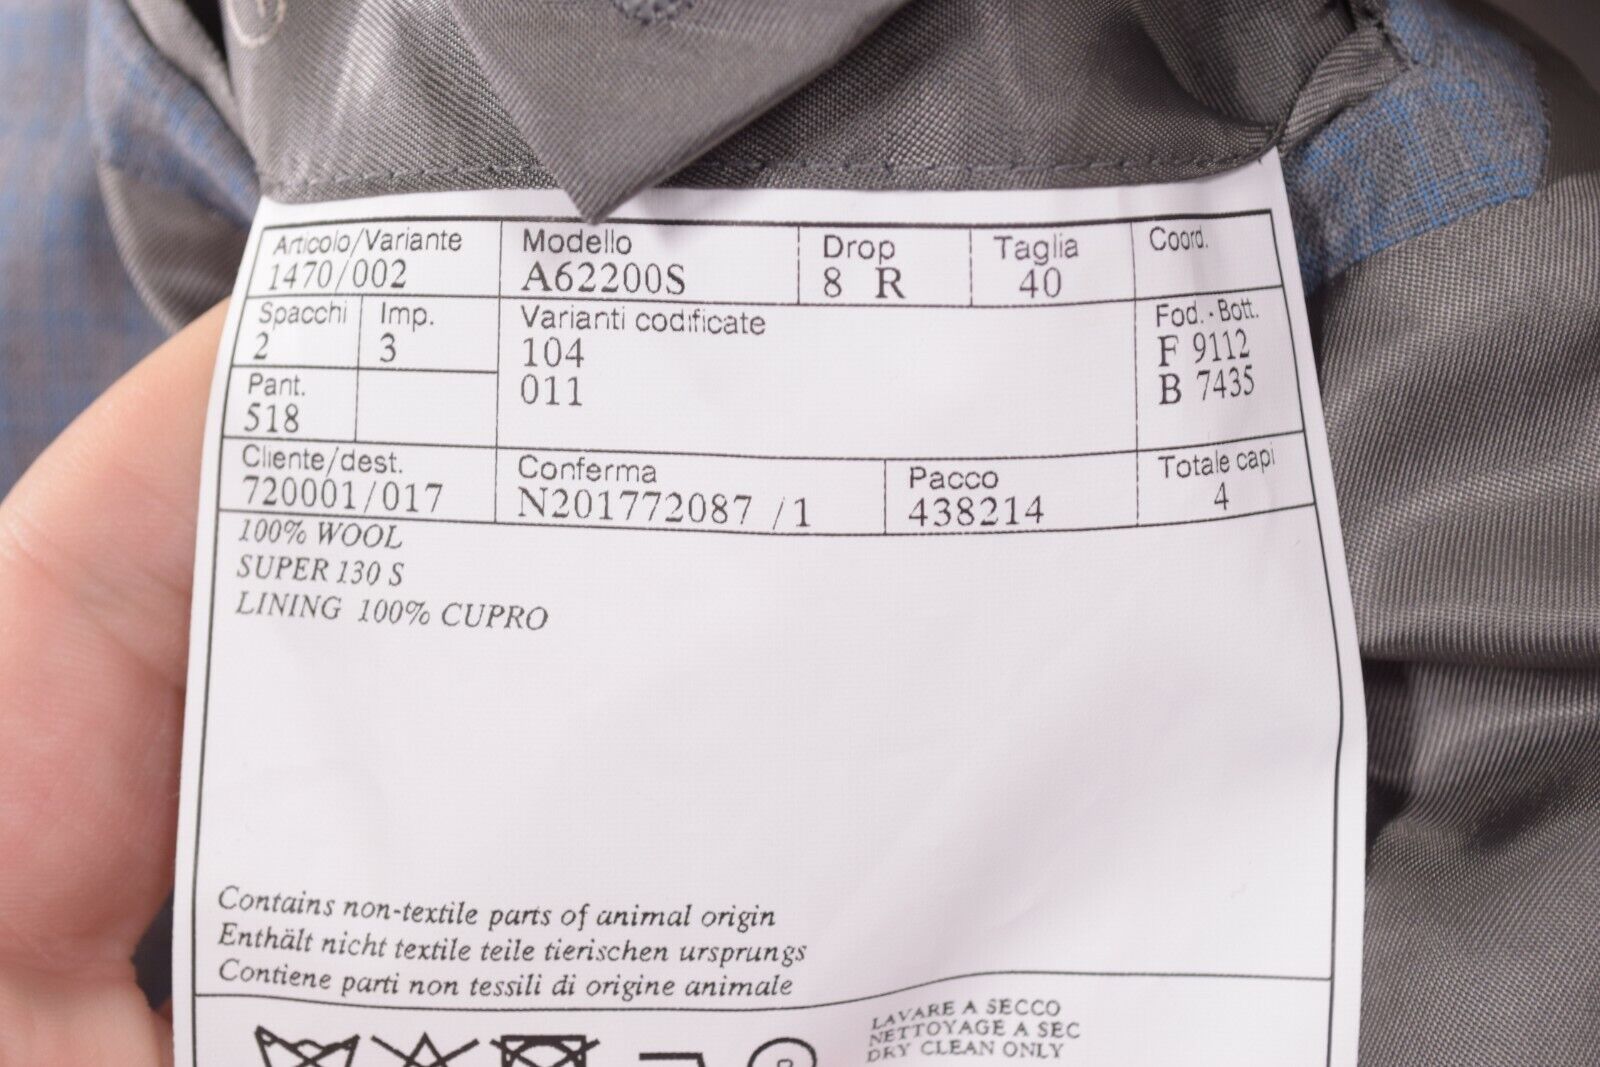 Articolo/Variante Modello Drop Taglia Coord.
1470/002 A62200S 8 R 40
Spacchi Imp. Varianti codificate Fod.-Bott.
2 3 104 F 9112
Pant. 011 B 7435
518
Cliente/dest. Conferma Pacco Totale capi
720001/017 N201772087 /1 438214 4
100% WOOL
SUPER 130 S
LINING 100% CUPRO
Contains non-textile parts of animal origin
Enthält nicht textile teile tierischen ursprungs
Contiene parti non tessili di origine animale
LAVARE A SECCO
NETTOYAGE A SEC
DRY CLEAN ONLY